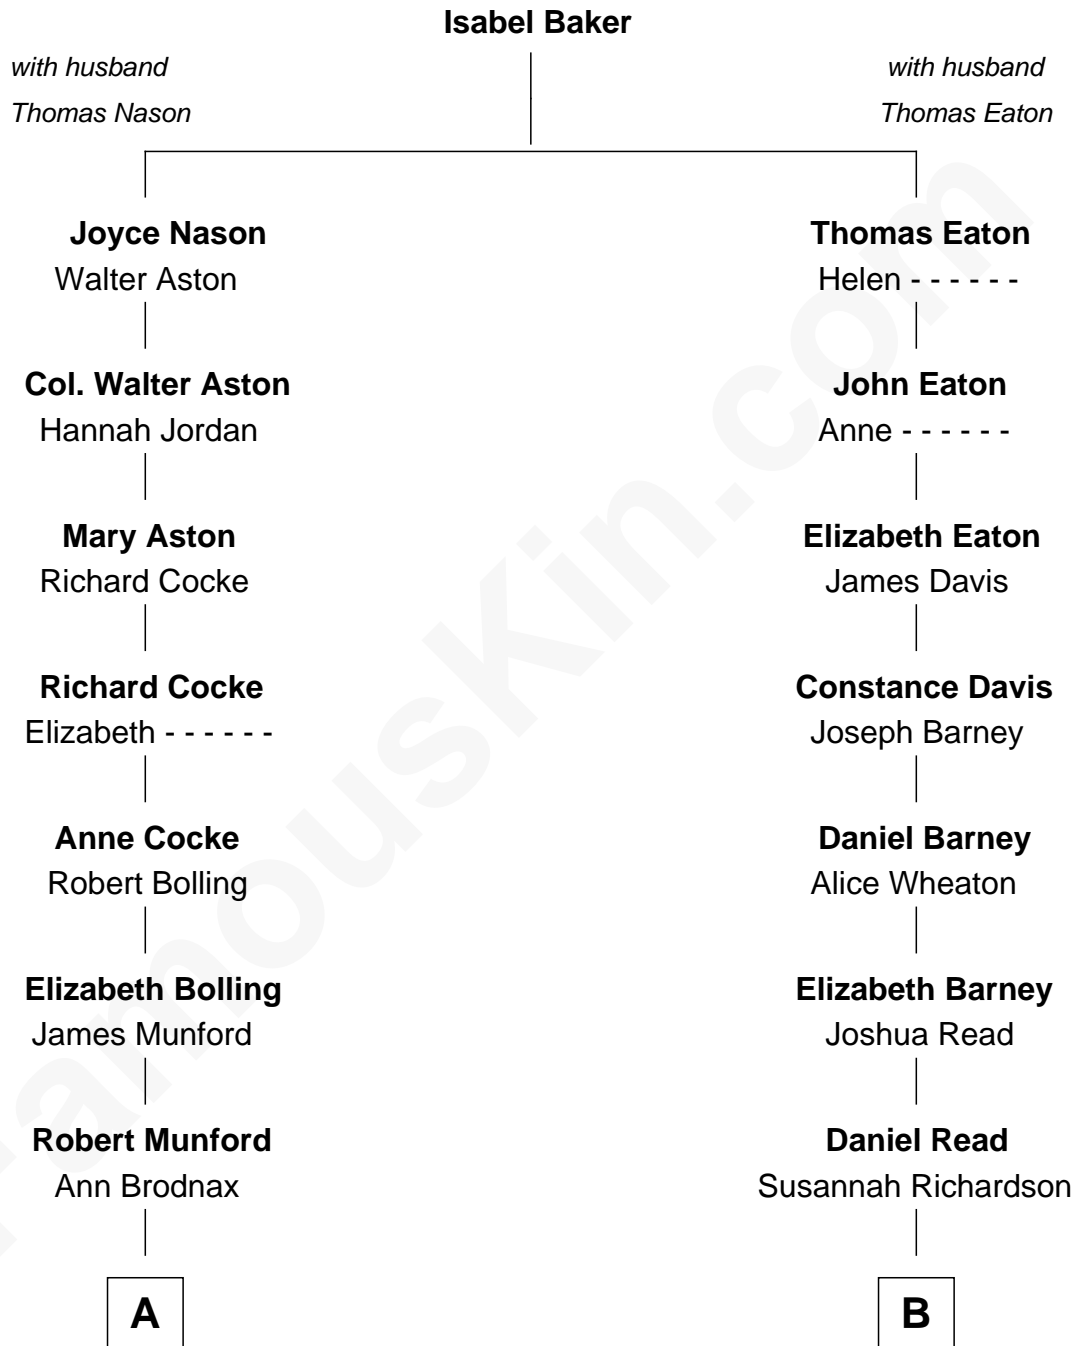 Isabel Baker
with husband
Thomas Nason
with husband
Thomas Eaton
Joyce Nason
Walter Aston
Thomas Eaton
Helen - - - - - -
Col. Walter Aston
Hannah Jordan
John Eaton
Anne - - - - - -
Mary Aston
Richard Cocke
Elizabeth Eaton
James Davis
Richard Cocke
Elizabeth - - - - - -
Constance Davis
Joseph Barney
Anne Cocke
Robert Bolling
Daniel Barney
Alice Wheaton
Elizabeth Bolling
James Munford
Elizabeth Barney
Joshua Read
Robert Munford
Ann Brodnax
Daniel Read
Susannah Richardson
A
B
FamousKin.com